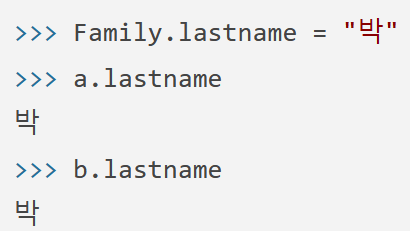 >>> Family.lastname = "박"
>>> a.lastname
박
>>> b.lastname
박